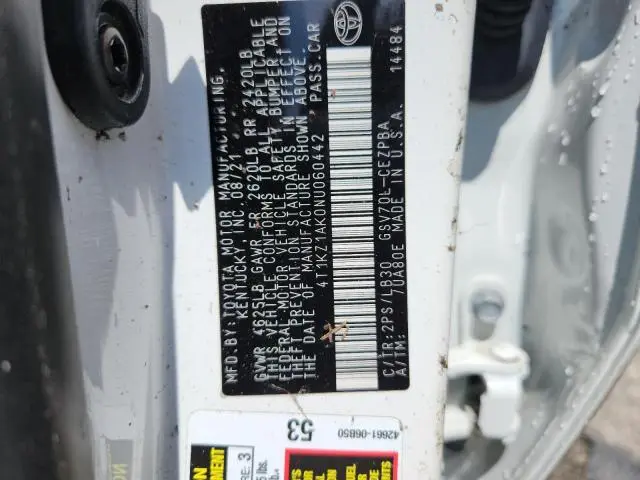 MFD. BY: TOYOTA MOTOR MANUFACTURING,
KENTUCKY, INC. 08/21
GVWR 4625LB GAWR FR 2620LB RR 2420LB
THIS VEHICLE CONFORMS TO ALL APPLICABLE
FEDERAL MOTOR VEHICLE SAFETY, BUMPER AND
THEFT PREVENTION STANDARDS IN EFFECT ON
THE DATE OF MANUFACTURE SHOWN ABOVE.
4T1KZ1AK0NU060442 PASS.CAR
C/TR: 2PS/LB30 GSV70L-CEZPBA
A/TM: 7UA80E MADE IN U.S.A. 14484
53
42661-06B50